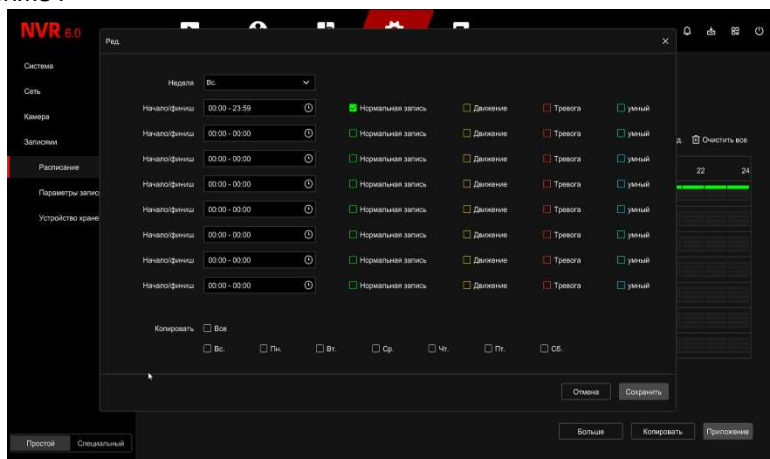 NVR 6.0
Ред.
Система
Сеть
Камера
Записями
Расписание
Параметры запис
Устройство хране
Неделя Вс.
Начало/финиш 00:00 - 23:59 Нормальная запись Движение Тревога умный
Начало/финиш 00:00 - 00:00 Нормальная запись Движение Тревога умный
Начало/финиш 00:00 - 00:00 Нормальная запись Движение Тревога умный
Начало/финиш 00:00 - 00:00 Нормальная запись Движение Тревога умный
Начало/финиш 00:00 - 00:00 Нормальная запись Движение Тревога умный
Начало/финиш 00:00 - 00:00 Нормальная запись Движение Тревога умный
Начало/финиш 00:00 - 00:00 Нормальная запись Движение Тревога умный
Начало/финиш 00:00 - 00:00 Нормальная запись Движение Тревога умный
Копировать Все
Вс. Пн. Вт. Ср. Чт. Пт. Сб.
Отмена Сохранить
д. Очистить все
22 24
Больше Копировать Приложение
Простой Специальный